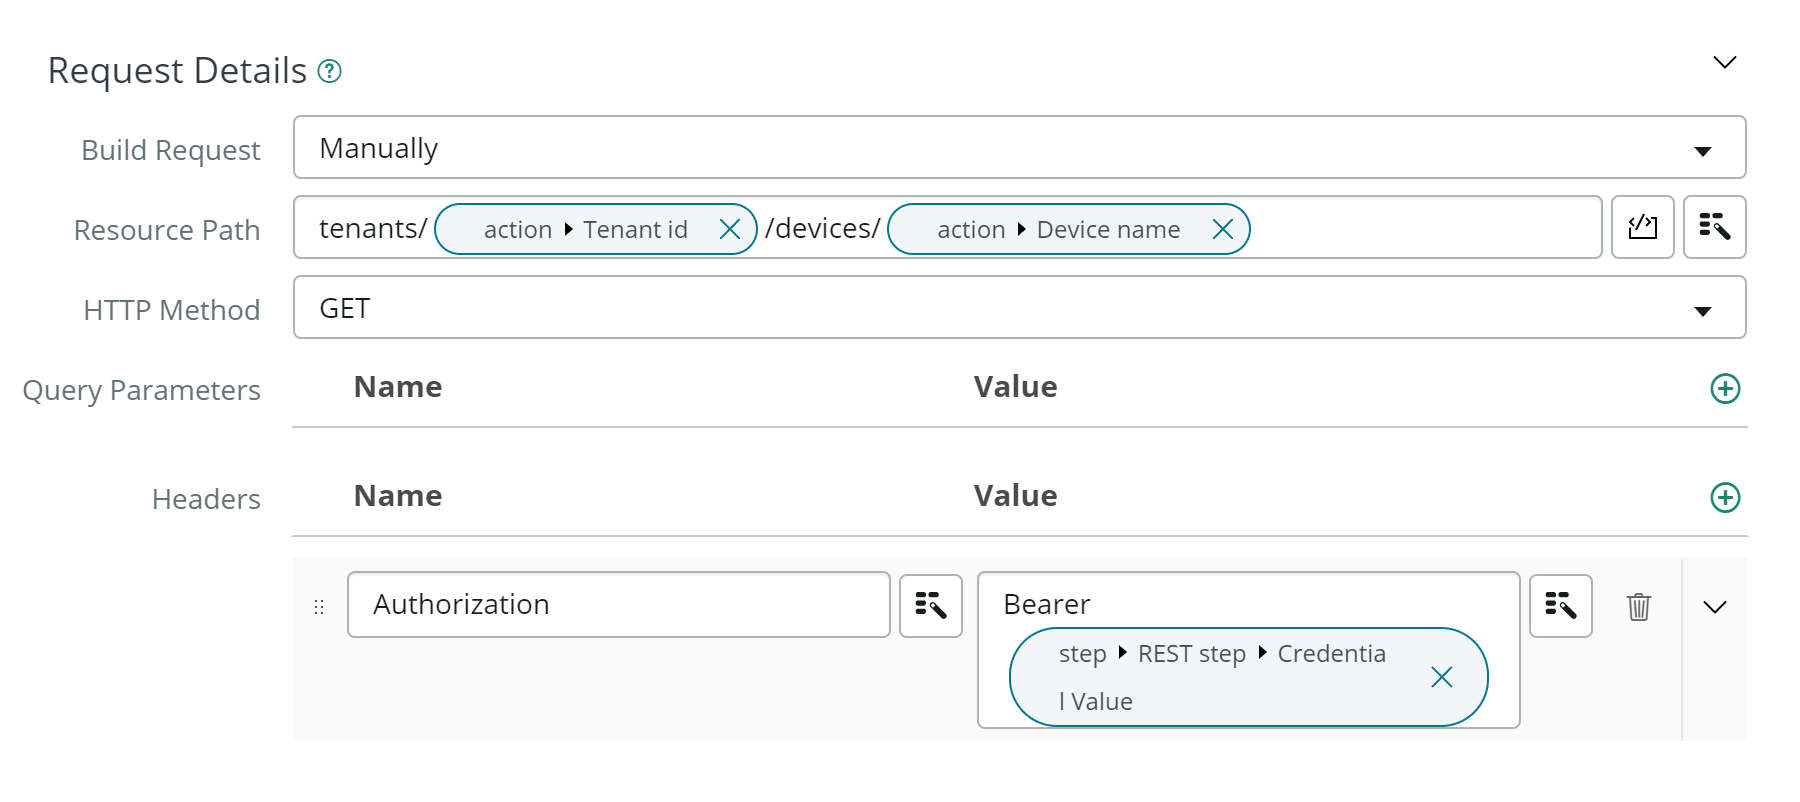 Request Details ?
Build Request Manually
Resource Path tenants/ action Tenant id /devices/ action Device name
HTTP Method GET
Query Parameters Name Value
Headers Name Value
Authorization Bearer
step REST step Credentia
l Value